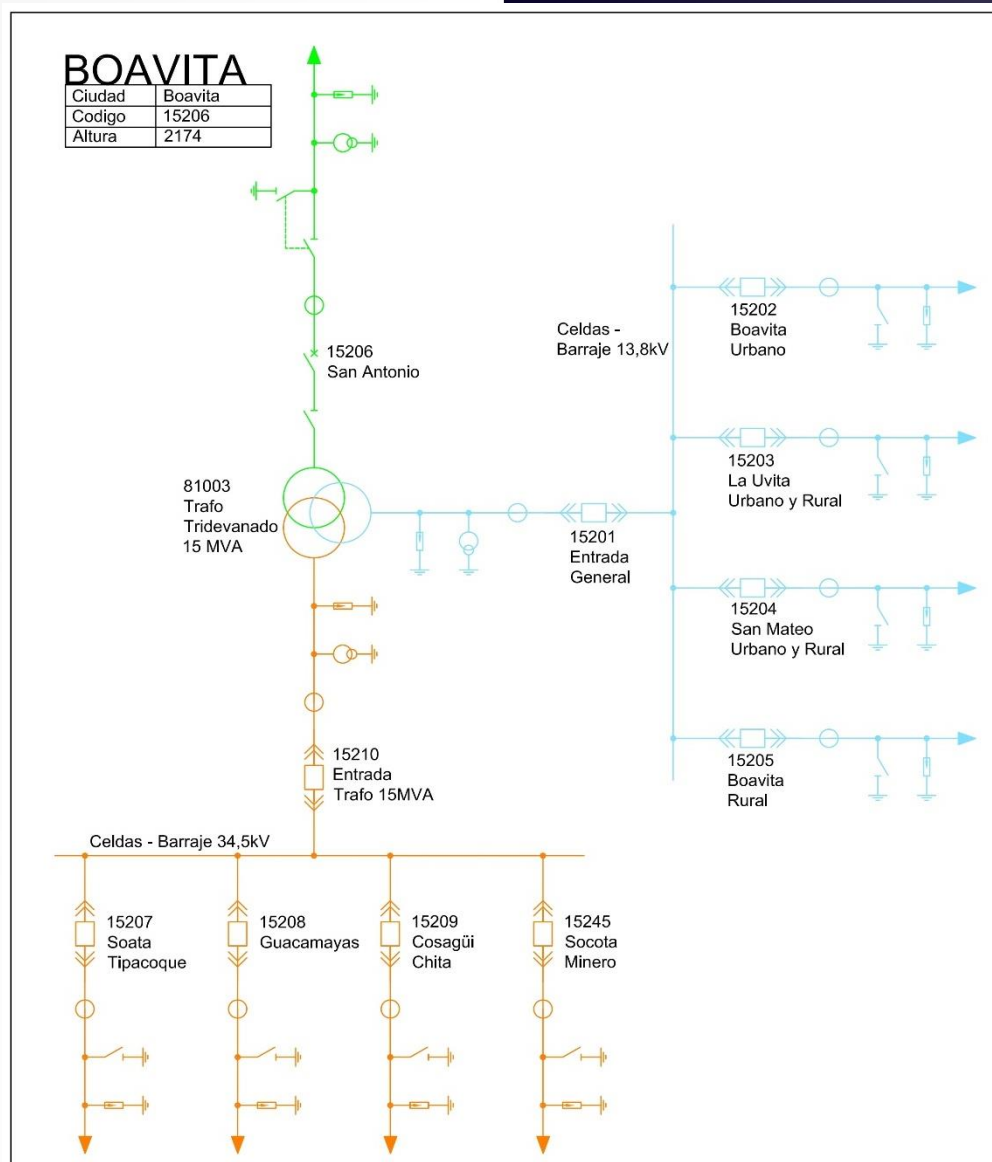 BOAVITA
Ciudad Boavita
Codigo 15206
Altura 2174
15206
San Antonio
81003
Trafo
Tridevanado
15 MVA
Celdas -
Barraje 13,8kV
15202
Boavita
Urbano
15203
La Uvita
Urbano y Rural
15201
Entrada
General
15204
San Mateo
Urbano y Rural
15205
Boavita
Rural
15210
Entrada
Trafo 15MVA
Celdas - Barraje 34,5kV
15207
Soata
Tipacoque
15208
Guacamayas
15209
Cosagüi
Chita
15245
Socota
Minero